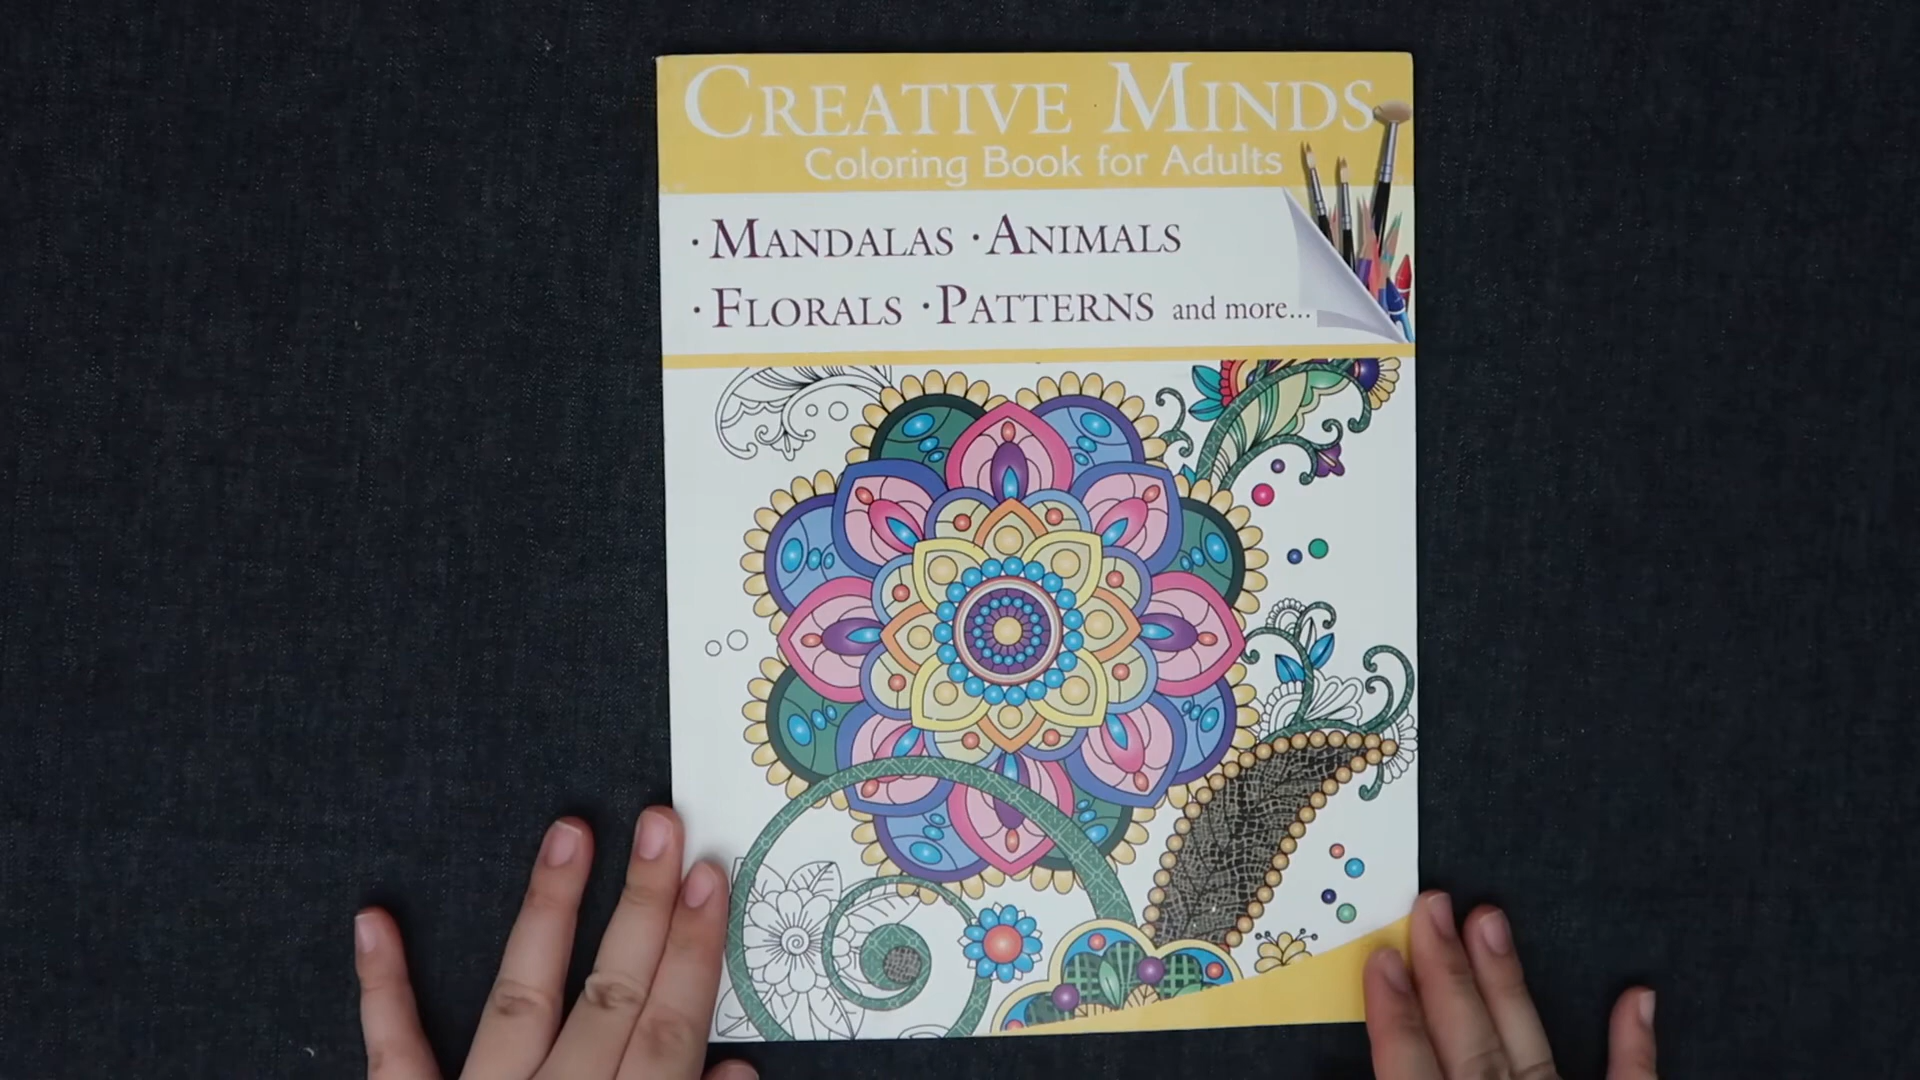 CREATIVE MINDS
Coloring Book for Adults
· MANDALAS · ANIMALS
· FLORALS · PATTERNS and more...